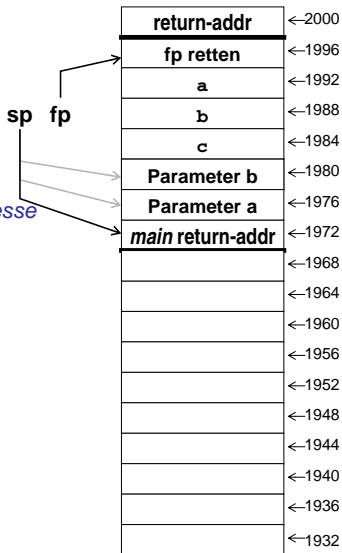 return-addr ←2000
fp retten ←1996
a ←1992
b ←1988
sp fp
c ←1984
Parameter b ←1980
Parameter a ←1976
esse
main return-addr ←1972
←1968
←1964
←1960
←1956
←1952
←1948
←1944
←1940
←1936
←1932